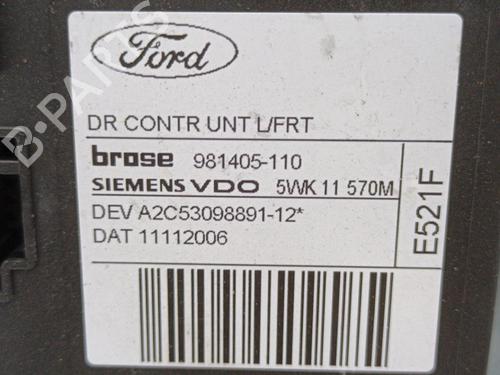 Ford
DR CONTR UNT L/FRT
brose 981405-110
SIEMENS VDO 5WK 11 570M
DEV A2C53098891-12*
DAT 11112006
E521F
B-PARTS